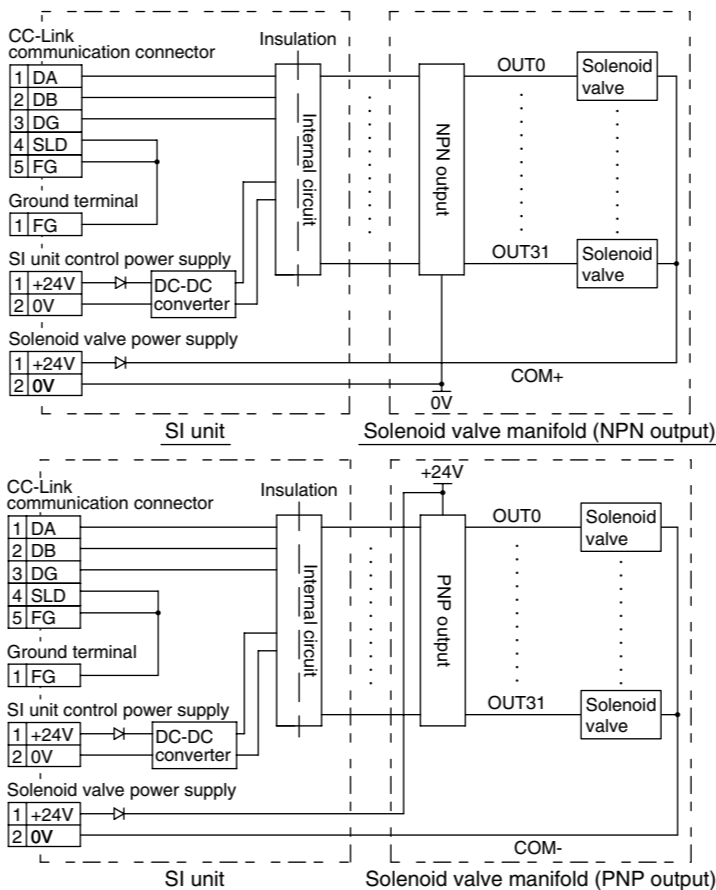 CC-Link
communication connector
Insulation
1 DA
2 DB
3 DG
4 SLD
5 FG
Internal circuit
NPN output
OUT0
Solenoid
valve
Ground terminal
1 FG
OUT31
Solenoid
valve
SI unit control power supply
1 +24V
2 0V
DC-DC
converter
Solenoid valve power supply
1 +24V
2 0V
COM+
0V
SI unit
Solenoid valve manifold (NPN output)
+24V
CC-Link
communication connector
Insulation
1 DA
2 DB
3 DG
4 SLD
5 FG
Internal circuit
PNP output
OUT0
Solenoid
valve
Ground terminal
1 FG
OUT31
Solenoid
valve
SI unit control power supply
1 +24V
2 0V
DC-DC
converter
Solenoid valve power supply
1 +24V
2 0V
COM-
SI unit
Solenoid valve manifold (PNP output)